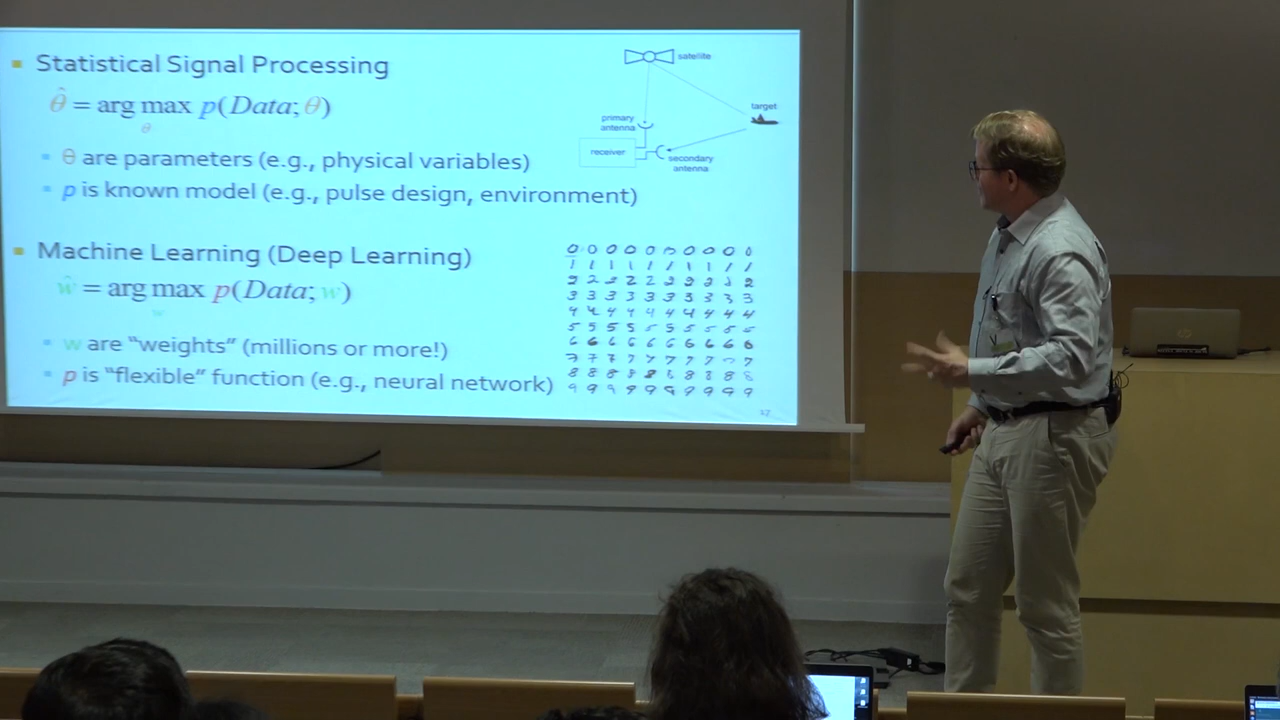 Statistical Signal Processing
θ̂ = arg max p(Data; θ)
θ
θ are parameters (e.g., physical variables)
p is known model (e.g., pulse design, environment)
satellite
target
primary
antenna
receiver
secondary
antenna
Machine Learning (Deep Learning)
ŵ = arg max p(Data; w)
w
w are "weights" (millions or more!)
p is "flexible" function (e.g., neural network)
0 0 0 0 0 0 0 0 0 0
1 1 1 1 1 1 1 1 1 1
2 2 2 2 2 2 2 2 2 2
3 3 3 3 3 3 3 3 3 3
4 4 4 4 4 4 4 4 4 4
5 5 5 5 5 5 5 5 5 5
6 6 6 6 6 6 6 6 6 6
7 7 7 7 7 7 7 7 7 7
8 8 8 8 8 8 8 8 8 8
9 9 9 9 9 9 9 9 9 9
17
hp